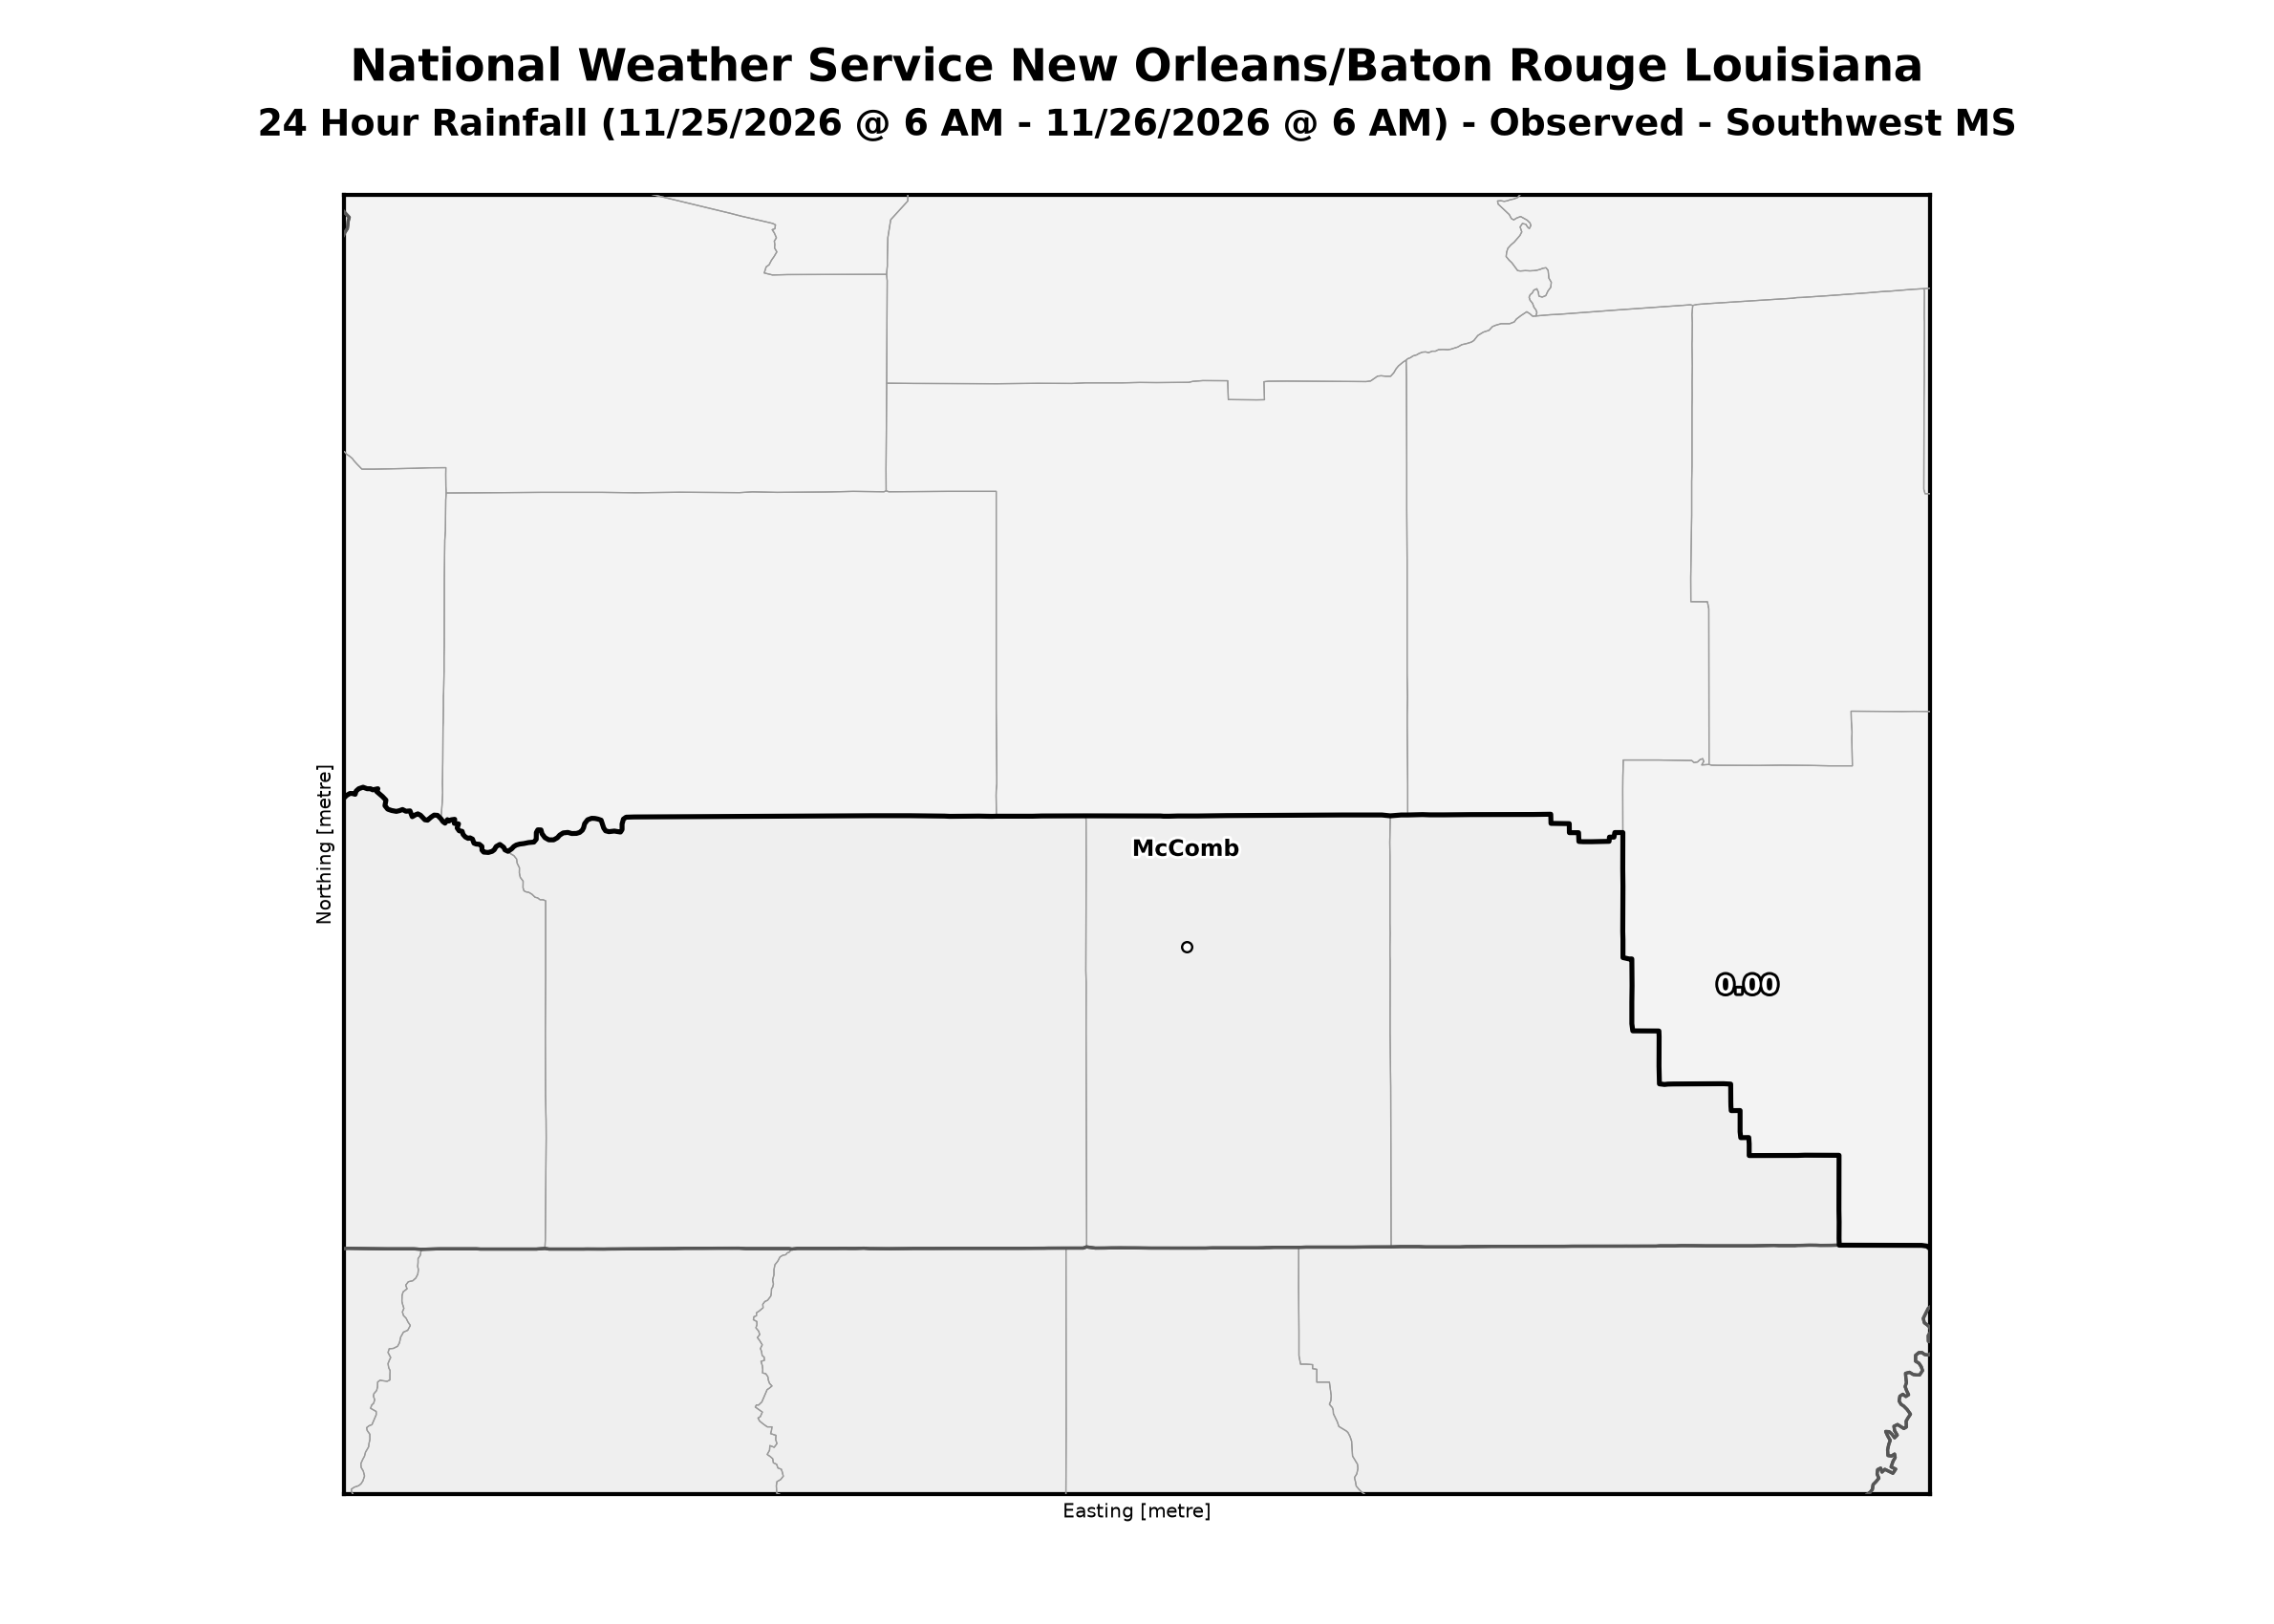 National Weather Service New Orleans/Baton Rouge Louisiana
24 Hour Rainfall (11/25/2026 @ 6 AM - 11/26/2026 @ 6 AM) - Observed - Southwest MS
McComb
0.00
Northing [metre]
Easting [metre]